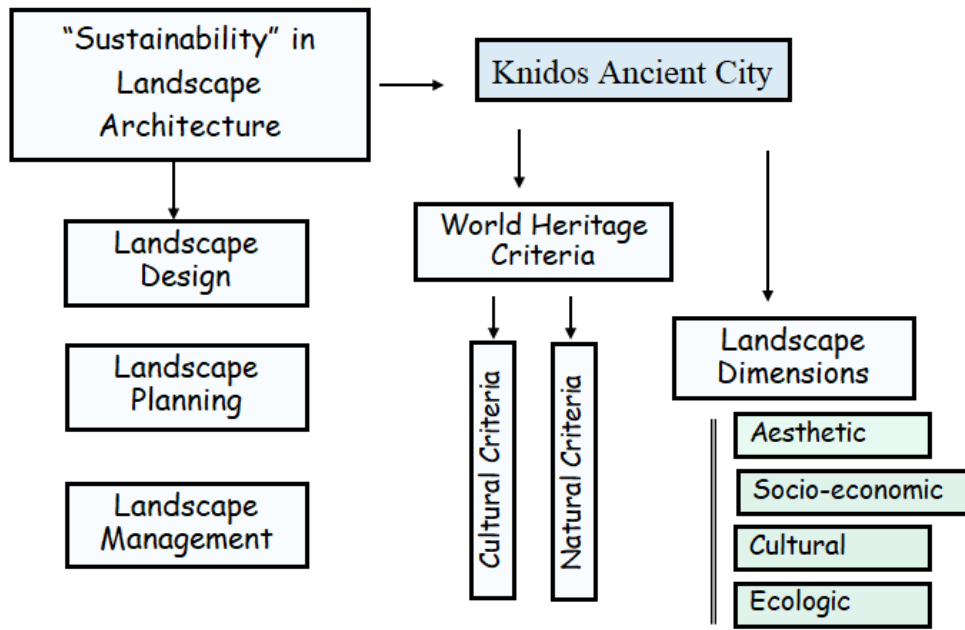 “Sustainability” in
Landscape
Architecture
Knidos Ancient City
Landscape
Design
Landscape
Planning
Landscape
Management
World Heritage
Criteria
Cultural Criteria
Natural Criteria
Landscape
Dimensions
Aesthetic
Socio-economic
Cultural
Ecologic